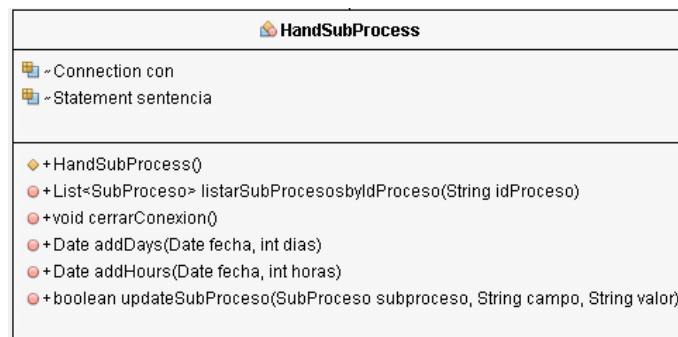 HandSubProcess
~Connection con
~Statement sentencia
+HandSubProcess()
+List<SubProceso> listarSubProcesosbyIdProceso(String idProceso)
+void cerrarConexion()
+Date addDays(Date fecha, int dias)
+Date addHours(Date fecha, int horas)
+boolean updateSubProceso(SubProceso subproceso, String campo, String valor)